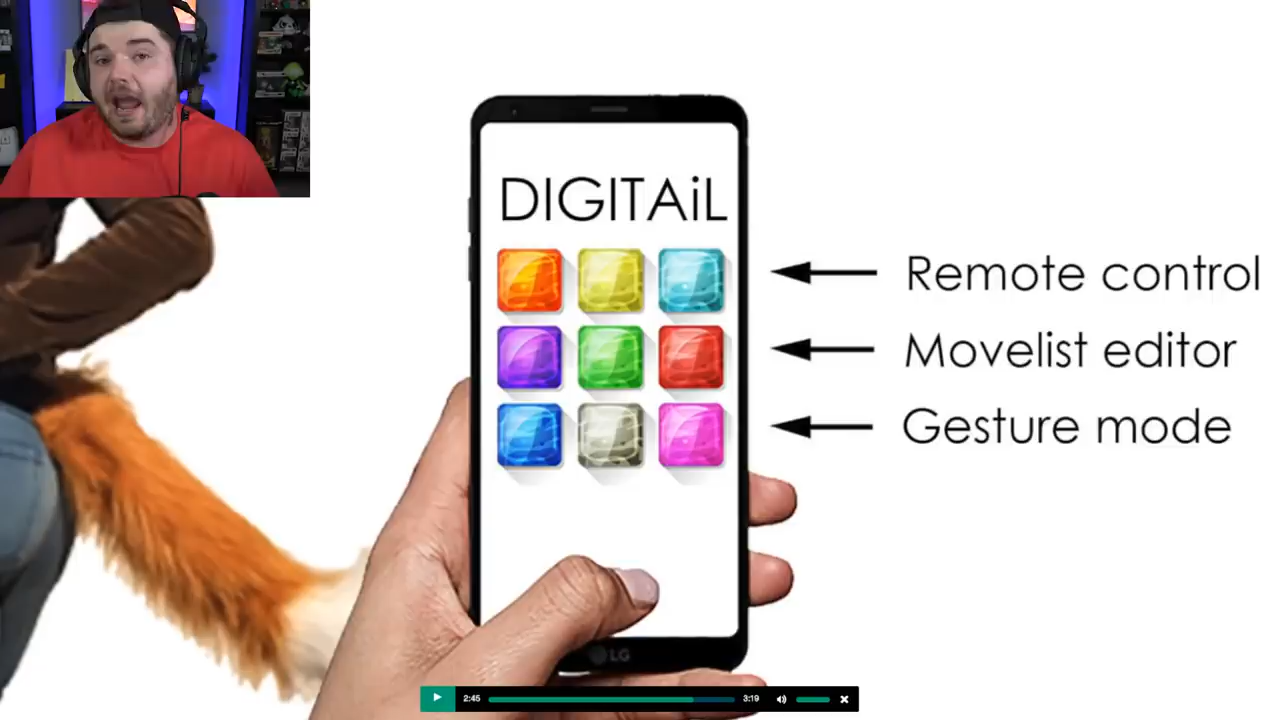 DIGITAiL
Remote control
Movelist editor
Gesture mode
LG
2:45
3:19